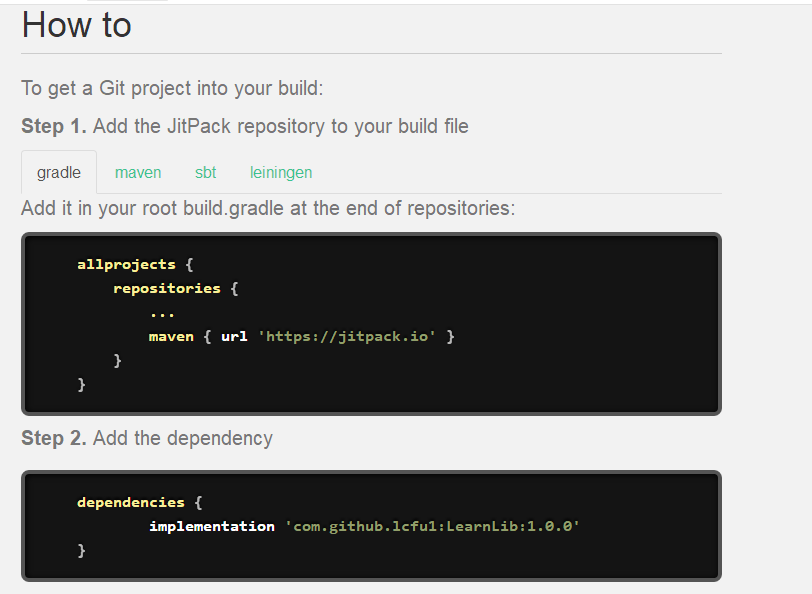 How to
To get a Git project into your build:
Step 1. Add the JitPack repository to your build file
gradle maven sbt leiningen
Add it in your root build.gradle at the end of repositories:
allprojects {
repositories {
...
maven { url 'https://jitpack.io' }
}
}
Step 2. Add the dependency
dependencies {
implementation 'com.github.lcfu1:LearnLib:1.0.0'
}